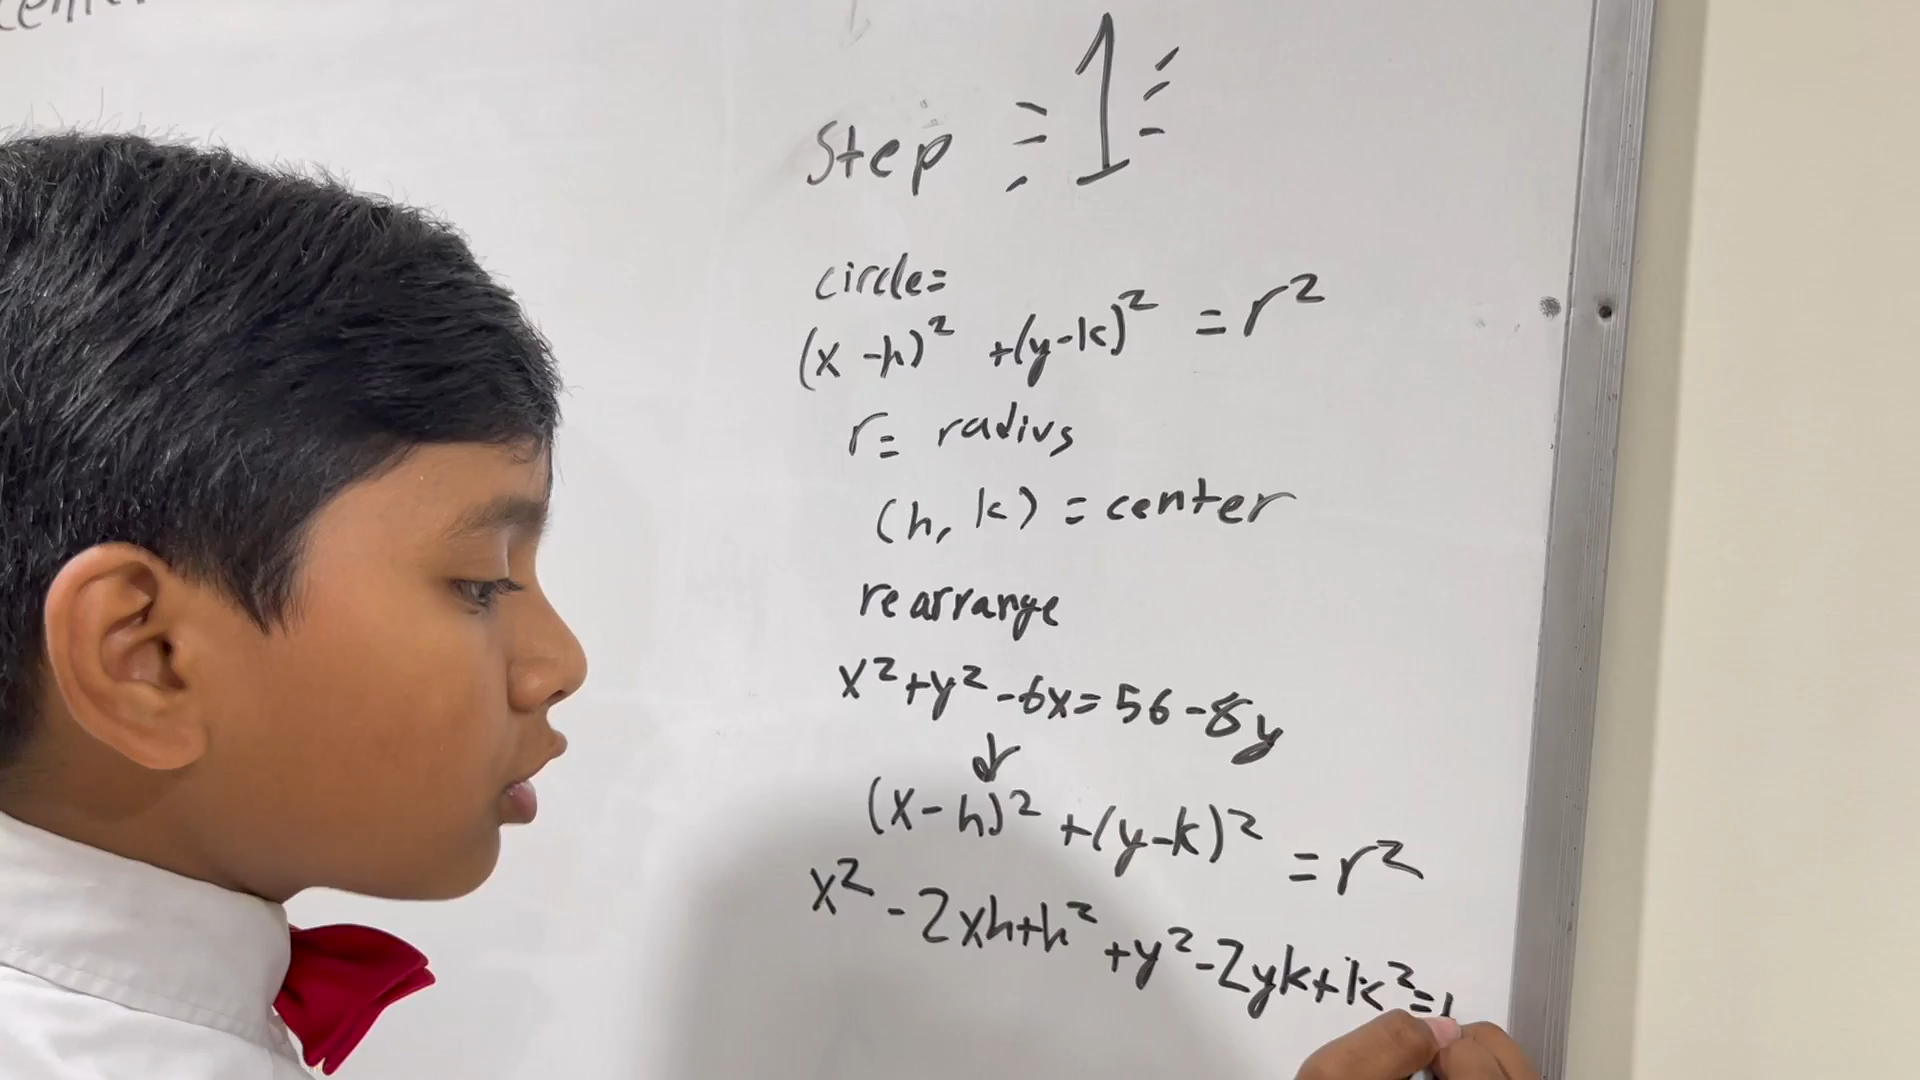 Step 1
circle=
(x-h)² +(y-k)² = r²
r= radius
(h, k) = center
rearrange
x²+y²-6x=56-8y
(x-h)² +(y-k)² = r²
x²-2xh+h²+y²-2yk+k²=